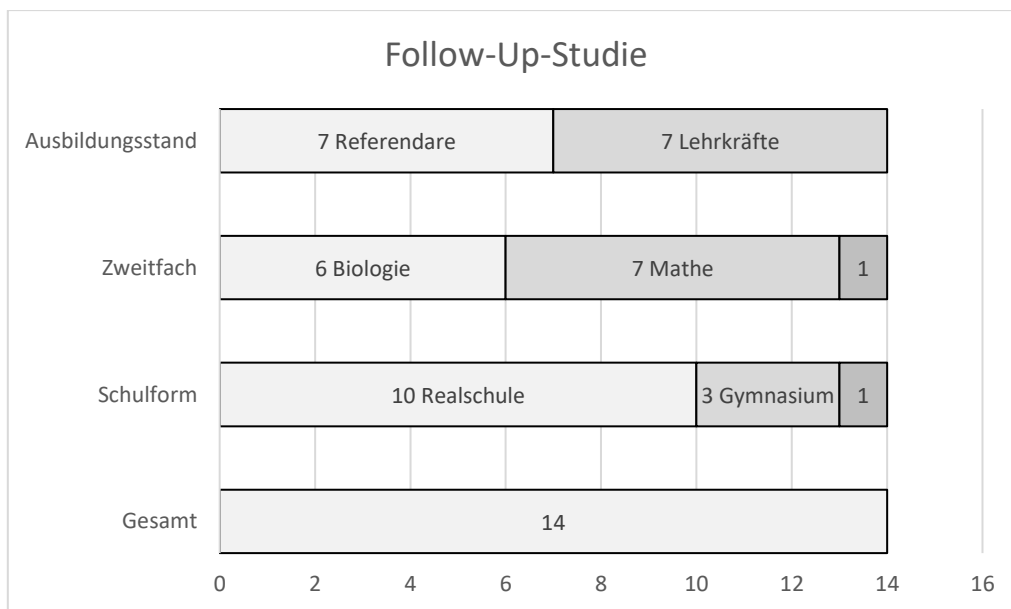 Follow-Up-Studie
Ausbildungsstand 7 Referendare 7 Lehrkräfte
Zweitfach 6 Biologie 7 Mathe 1
Schulform 10 Realschule 3 Gymnasium 1
Gesamt 14
0 2 4 6 8 10 12 14 16